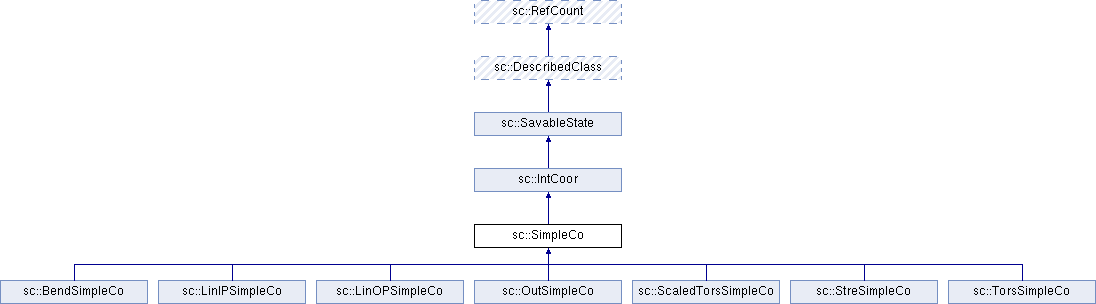 sc::RefCount
sc::DescribedClass
sc::SavableState
sc::IntCoor
sc::SimpleCo
sc::BendSimpleCo sc::LinIPSimpleCo sc::LinOPSimpleCo sc::OutSimpleCo sc::ScaledTorsSimpleCo sc::StreSimpleCo sc::TorsSimpleCo